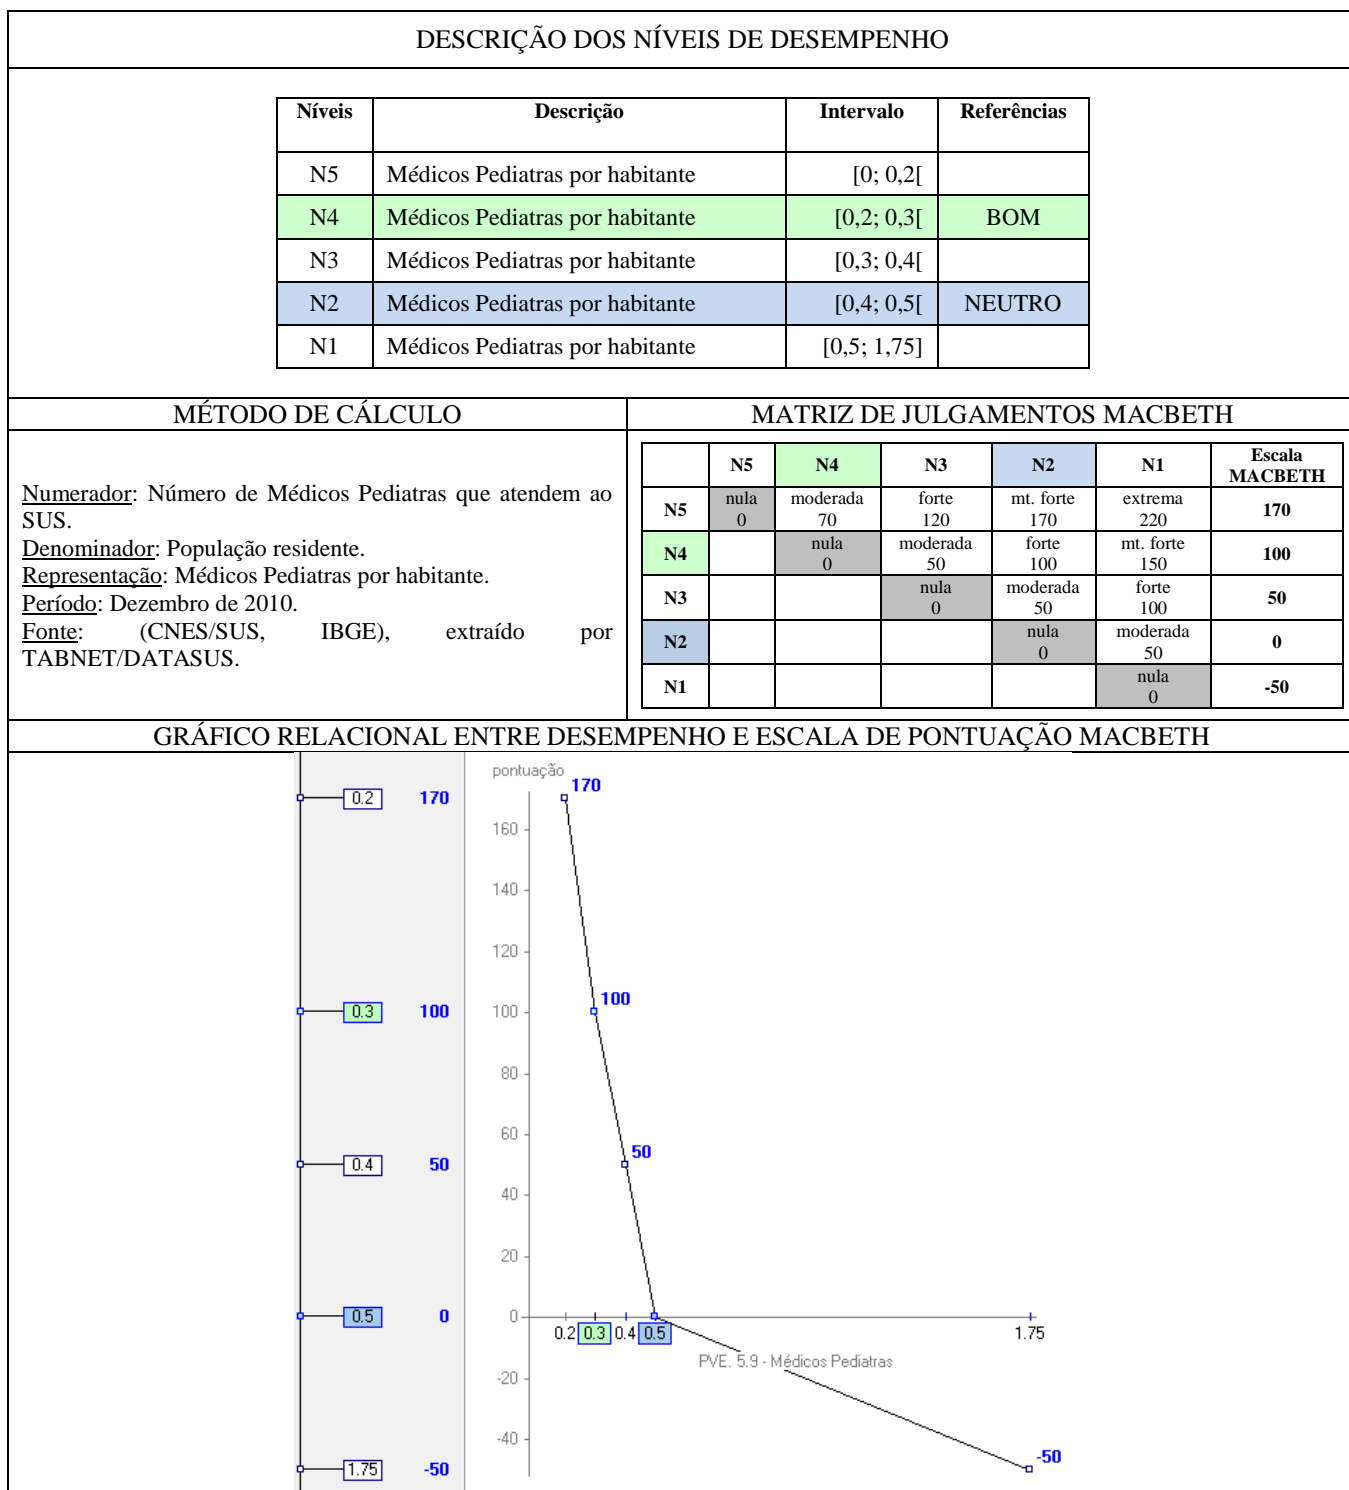 DESCRIÇÃO DOS NÍVEIS DE DESEMPENHO
Níveis Descrição Intervalo Referências
N5 Médicos Pediatras por habitante [0; 0,2[
N4 Médicos Pediatras por habitante [0,2; 0,3[ BOM
N3 Médicos Pediatras por habitante [0,3; 0,4[
N2 Médicos Pediatras por habitante [0,4; 0,5[ NEUTRO
N1 Médicos Pediatras por habitante [0,5; 1,75]
MÉTODO DE CÁLCULO
Numerador: Número de Médicos Pediatras que atendem ao
SUS.
Denominador: População residente.
Representação: Médicos Pediatras por habitante.
Período: Dezembro de 2010.
Fonte: (CNES/SUS, IBGE), extraído por
TABNET/DATASUS.
MATRIZ DE JULGAMENTOS MACBETH
N5 N4 N3 N2 N1 Escala
MACBETH
N5 nula moderada forte mt. forte extrema 170
0 70 120 170 220
N4 nula moderada forte mt. forte 100
0 50 100 150
N3 nula moderada forte 50
0 50 100
N2 nula moderada 0
0 50
N1 nula -50
0
GRÁFICO RELACIONAL ENTRE DESEMPENHO E ESCALA DE PONTUAÇÃO MACBETH
0.2 170
0.3 100
0.4 50
0.5 0
1.75 -50
pontuação
170
160
140
120
100 100
80
60
50
40
20
0
0.2 0.3 0.4 0.5 1.75
PVE. 5.9 - Médicos Pediatras
-20
-40
-50